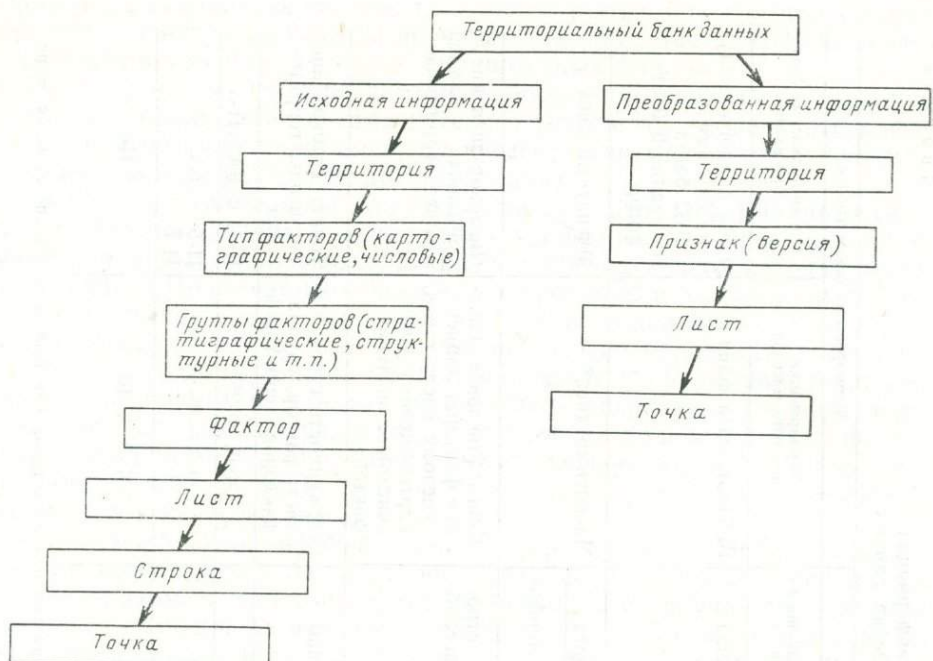 Территориальный банк данных
Исходная информация
Преобразованная информация
Территория
Территория
Тип факторов (карто-
графические, числовые)
Признак (версия)
Группы факторов (стра-
тиграфические, струк-
турные и т.п.)
Лист
Фактор
Точка
Лист
Строка
Точка